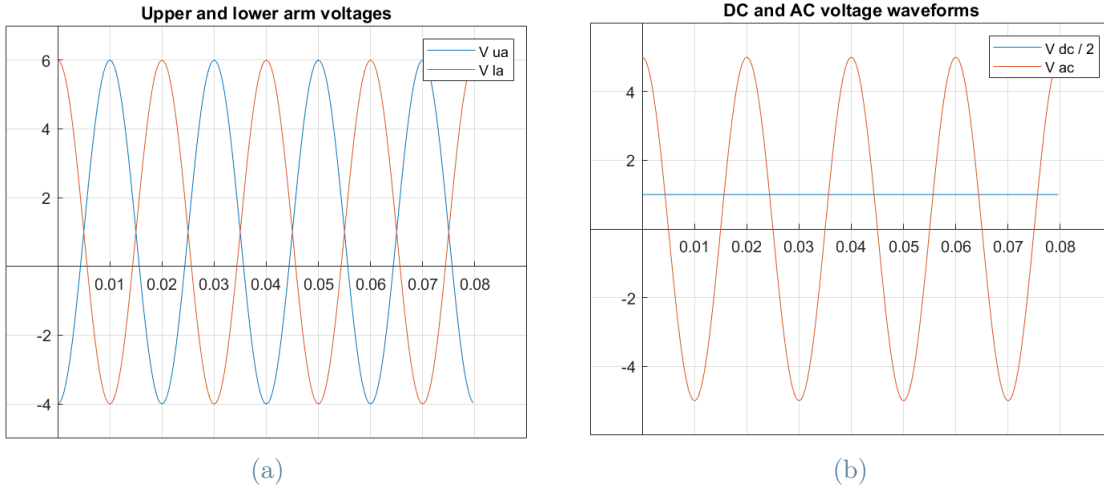 Upper and lower arm voltages
V ua
V la
6
4
2
0.01 0.02 0.03 0.04 0.05 0.06 0.07 0.08
-2
-4
(a)
DC and AC voltage waveforms
V dc / 2
V ac
4
2
0.01 0.02 0.03 0.04 0.05 0.06 0.07 0.08
-2
-4
(b)